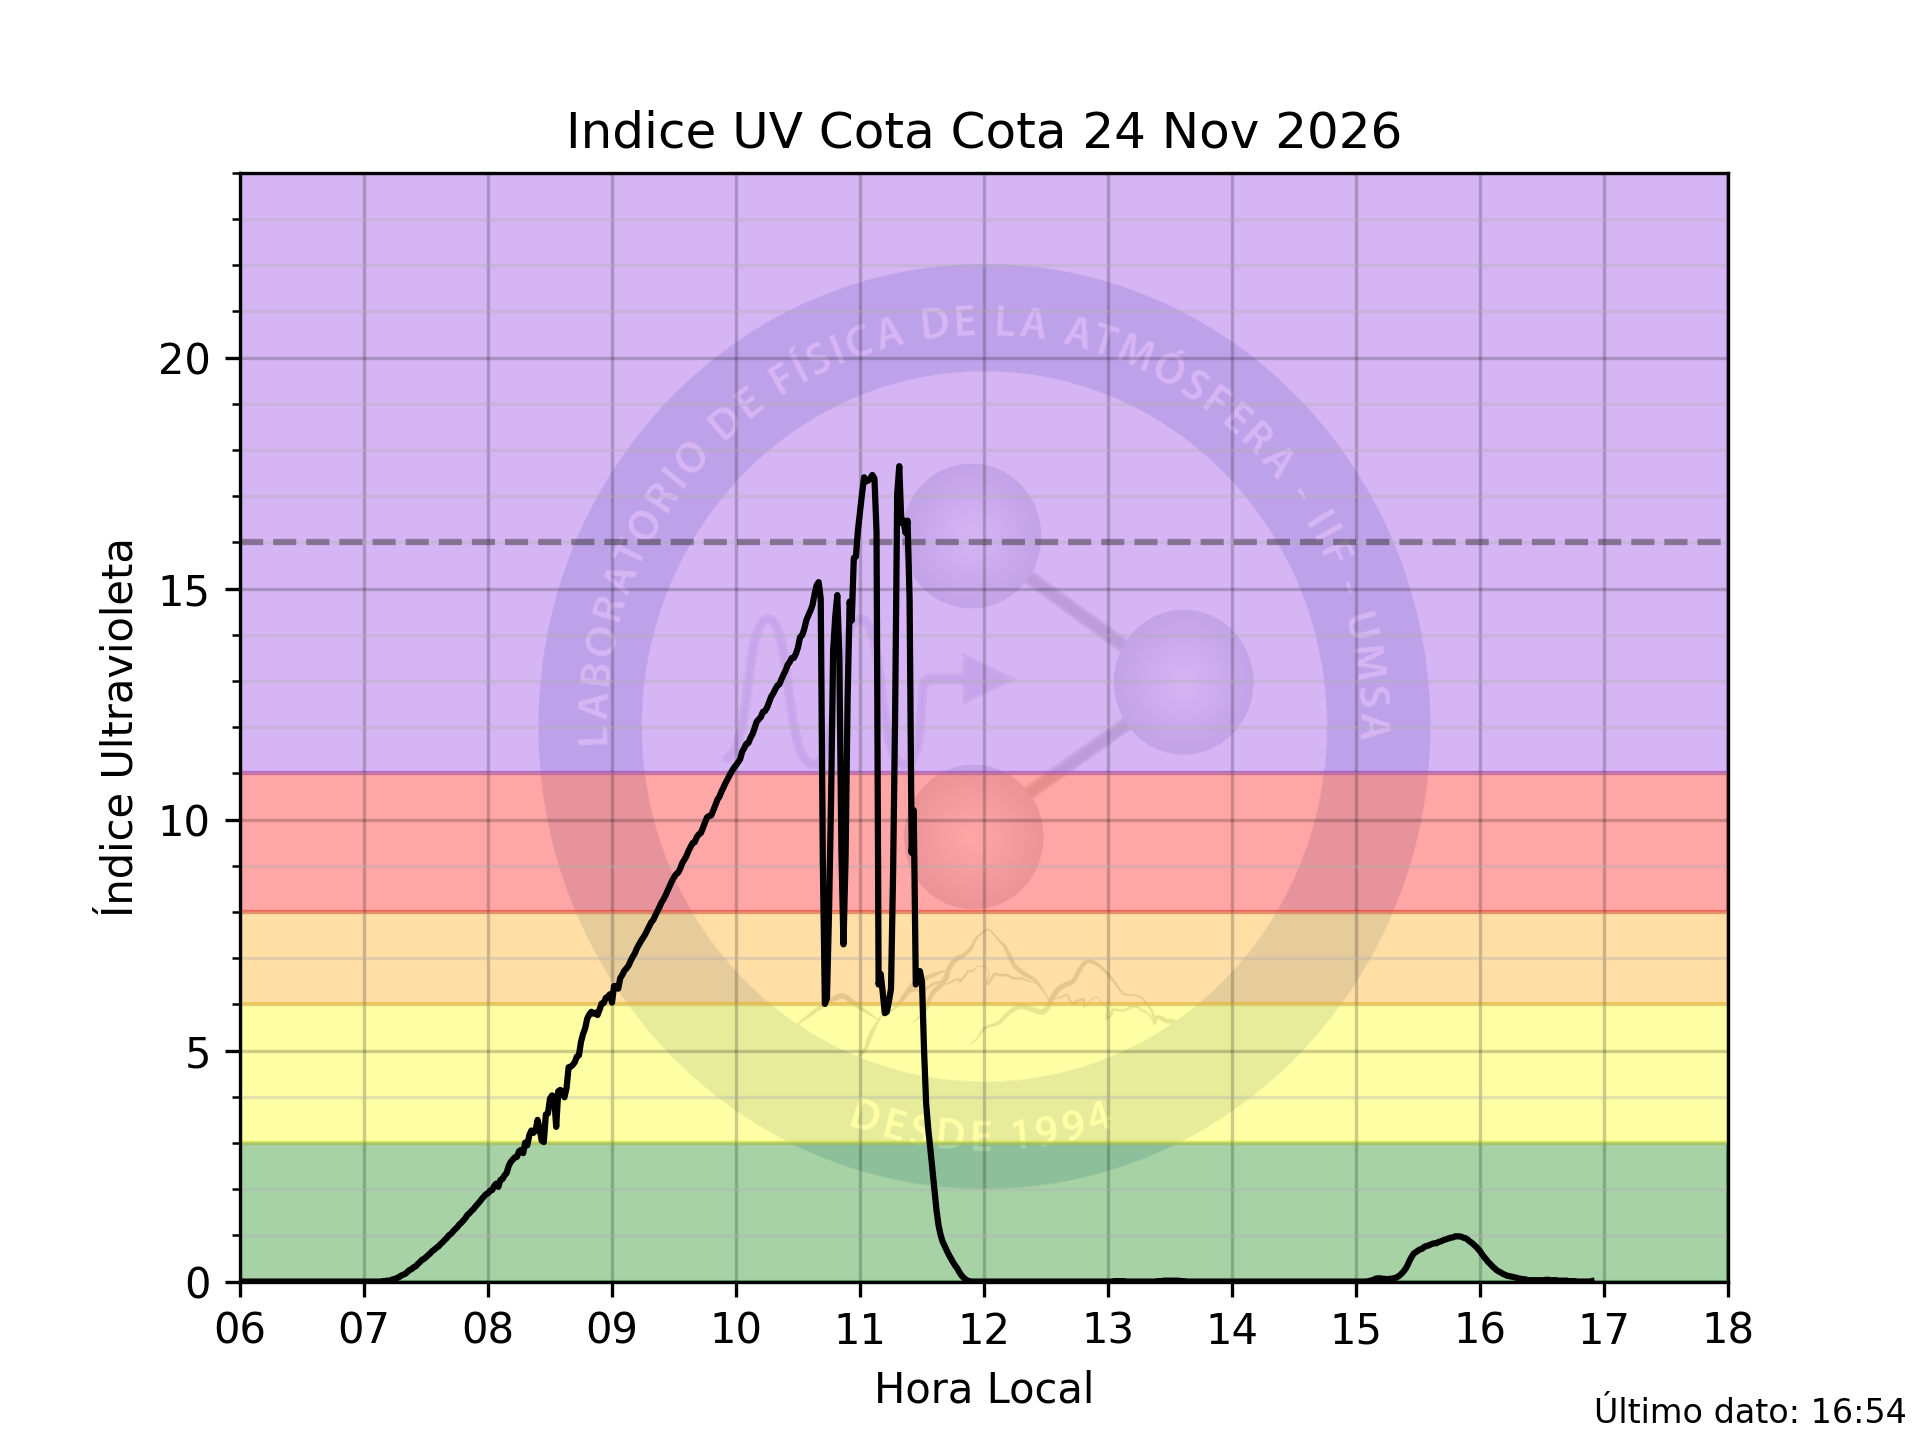 Indice UV Cota Cota 24 Nov 2026
Índice Ultravioleta
20
15
10
5
0
06 07 08 09 10 11 12 13 14 15 16 17 18
Hora Local
Último dato: 16:54
LABORATORIO DE FÍSICA DE LA ATMÓSFERA - IIF - UMSA
DESDE 1994